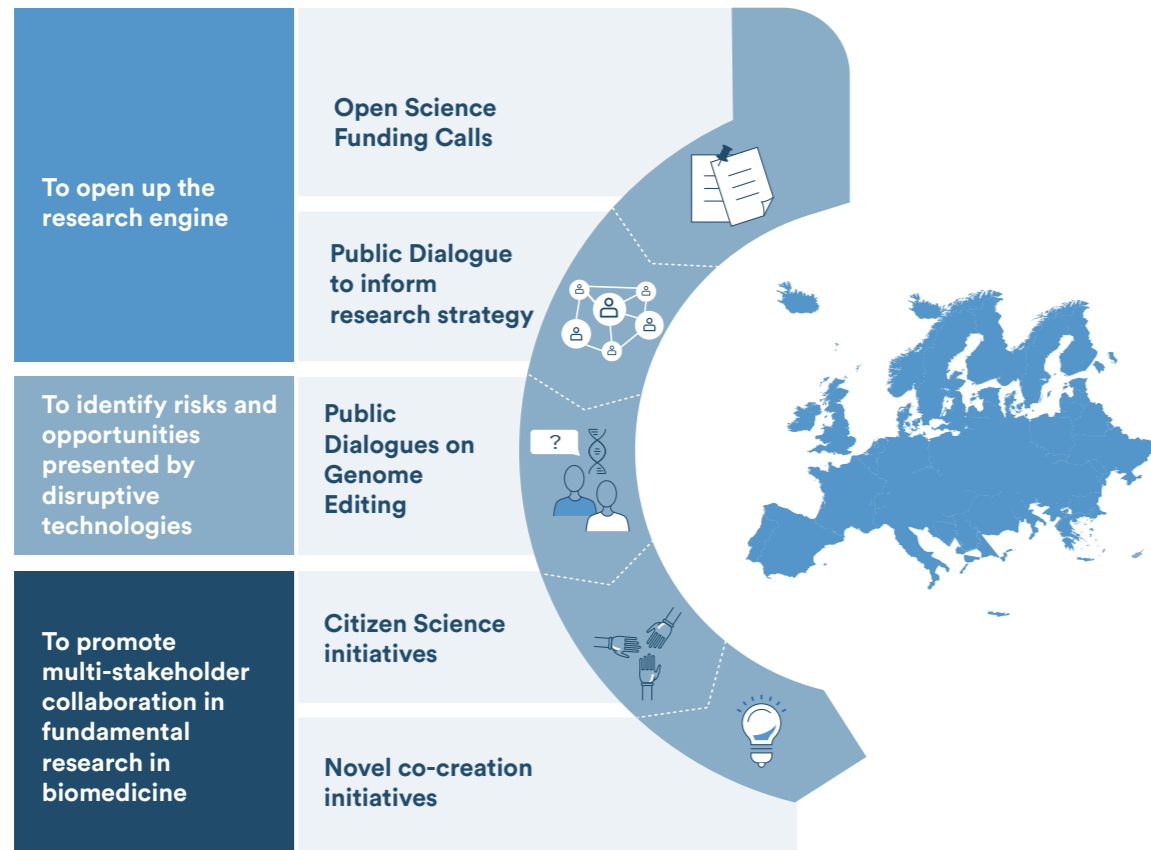 To open up the
research engine
Open Science
Funding Calls
Public Dialogue
to inform
research strategy
To identify risks and
opportunities
presented by
disruptive
technologies
Public
Dialogues on
Genome
Editing
?
To promote
multi-stakeholder
collaboration in
fundamental
research in
biomedicine
Citizen Science
initiatives
Novel co-creation
initiatives